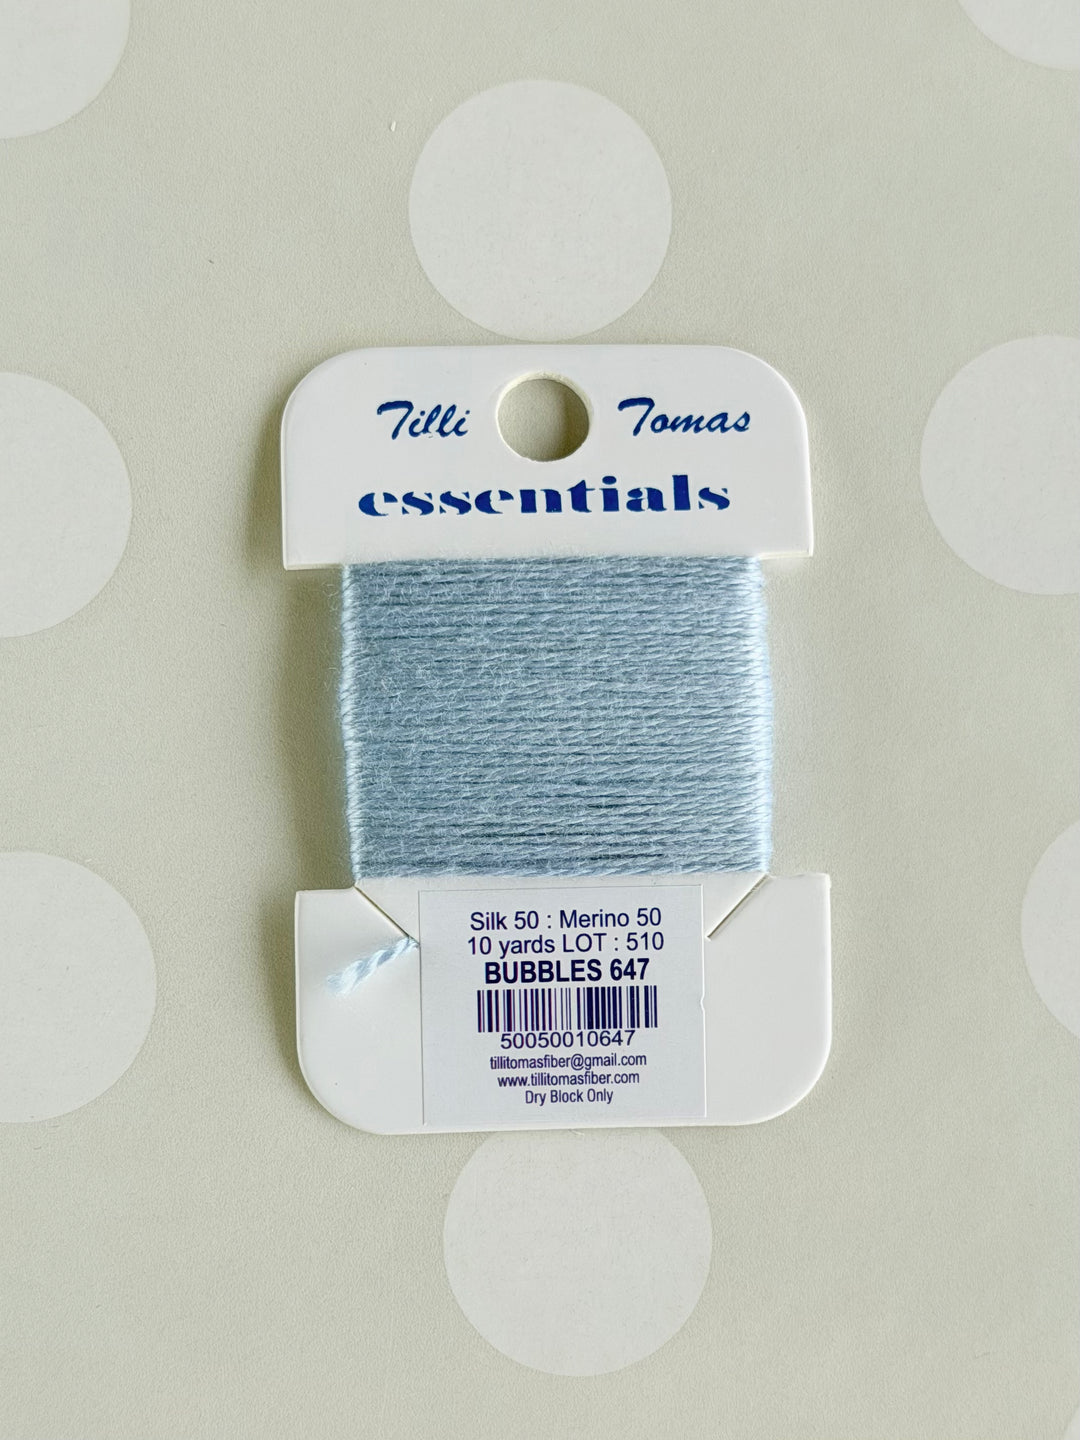 Tilli Tomas
essentials
Silk 50 : Merino 50
10 yards LOT : 510
BUBBLES 647
50050010647
tillitomasfiber@gmail.com
www.tillitomasfiber.com
Dry Block Only